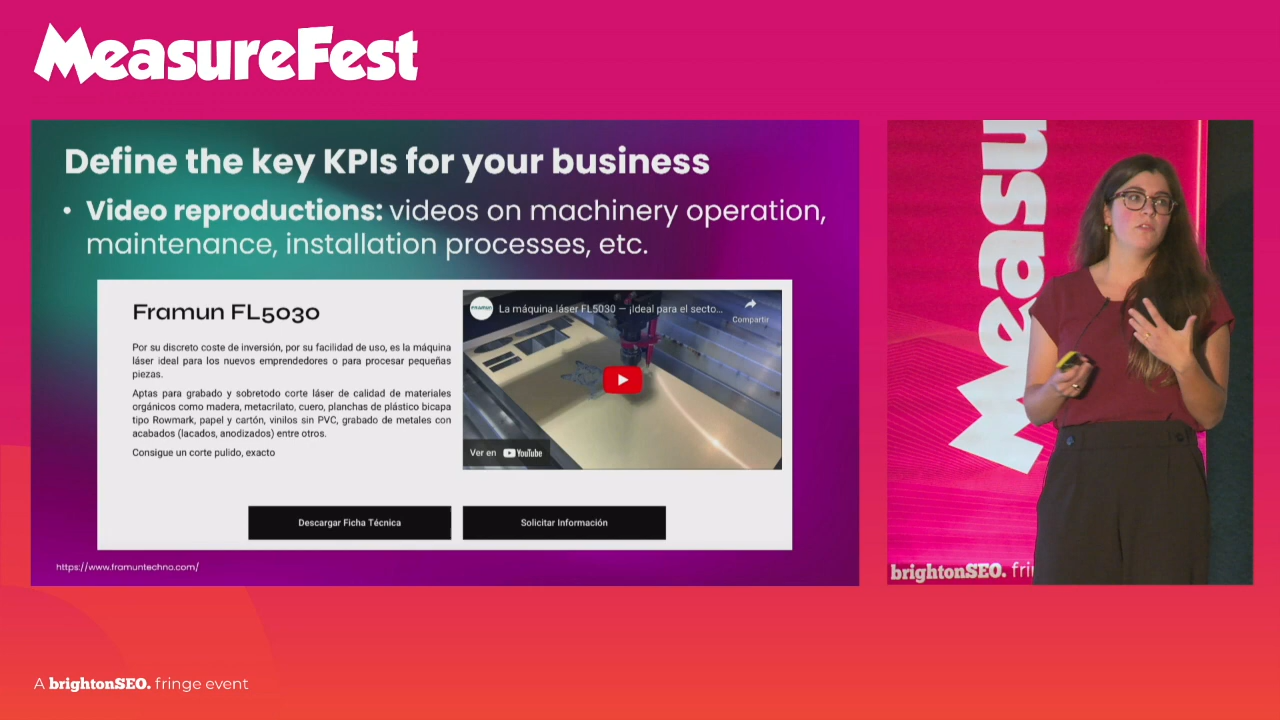 MeasureFest
Define the key KPIs for your business
• Video reproductions: videos on machinery operation,
maintenance, installation processes, etc.
Framun FL5030
Por su discreto coste de inversión, por su facilidad de uso, es la máquina
láser ideal para los nuevos emprendedores o para procesar pequeñas
piezas.
Aptas para grabado y sobretodo corte láser de calidad de materiales
orgánicos como madera, metacrilato, cuero, planchas de plástico bicapa
tipo Rowmark, papel y cartón, vinilos sin PVC, grabado de metales con
acabados (lacados, anodizados) entre otros.
Consigue un corte pulido, exacto
FRAMUN
La máquina láser FL5030 — ¡Ideal para el secto...
Compartir
Ver en YouTube
Descargar Ficha Técnica
Solicitar Información
https://www.framuntechno.com/
Measu
Meas
brightonSEO. fri
A brightonSEO. fringe event